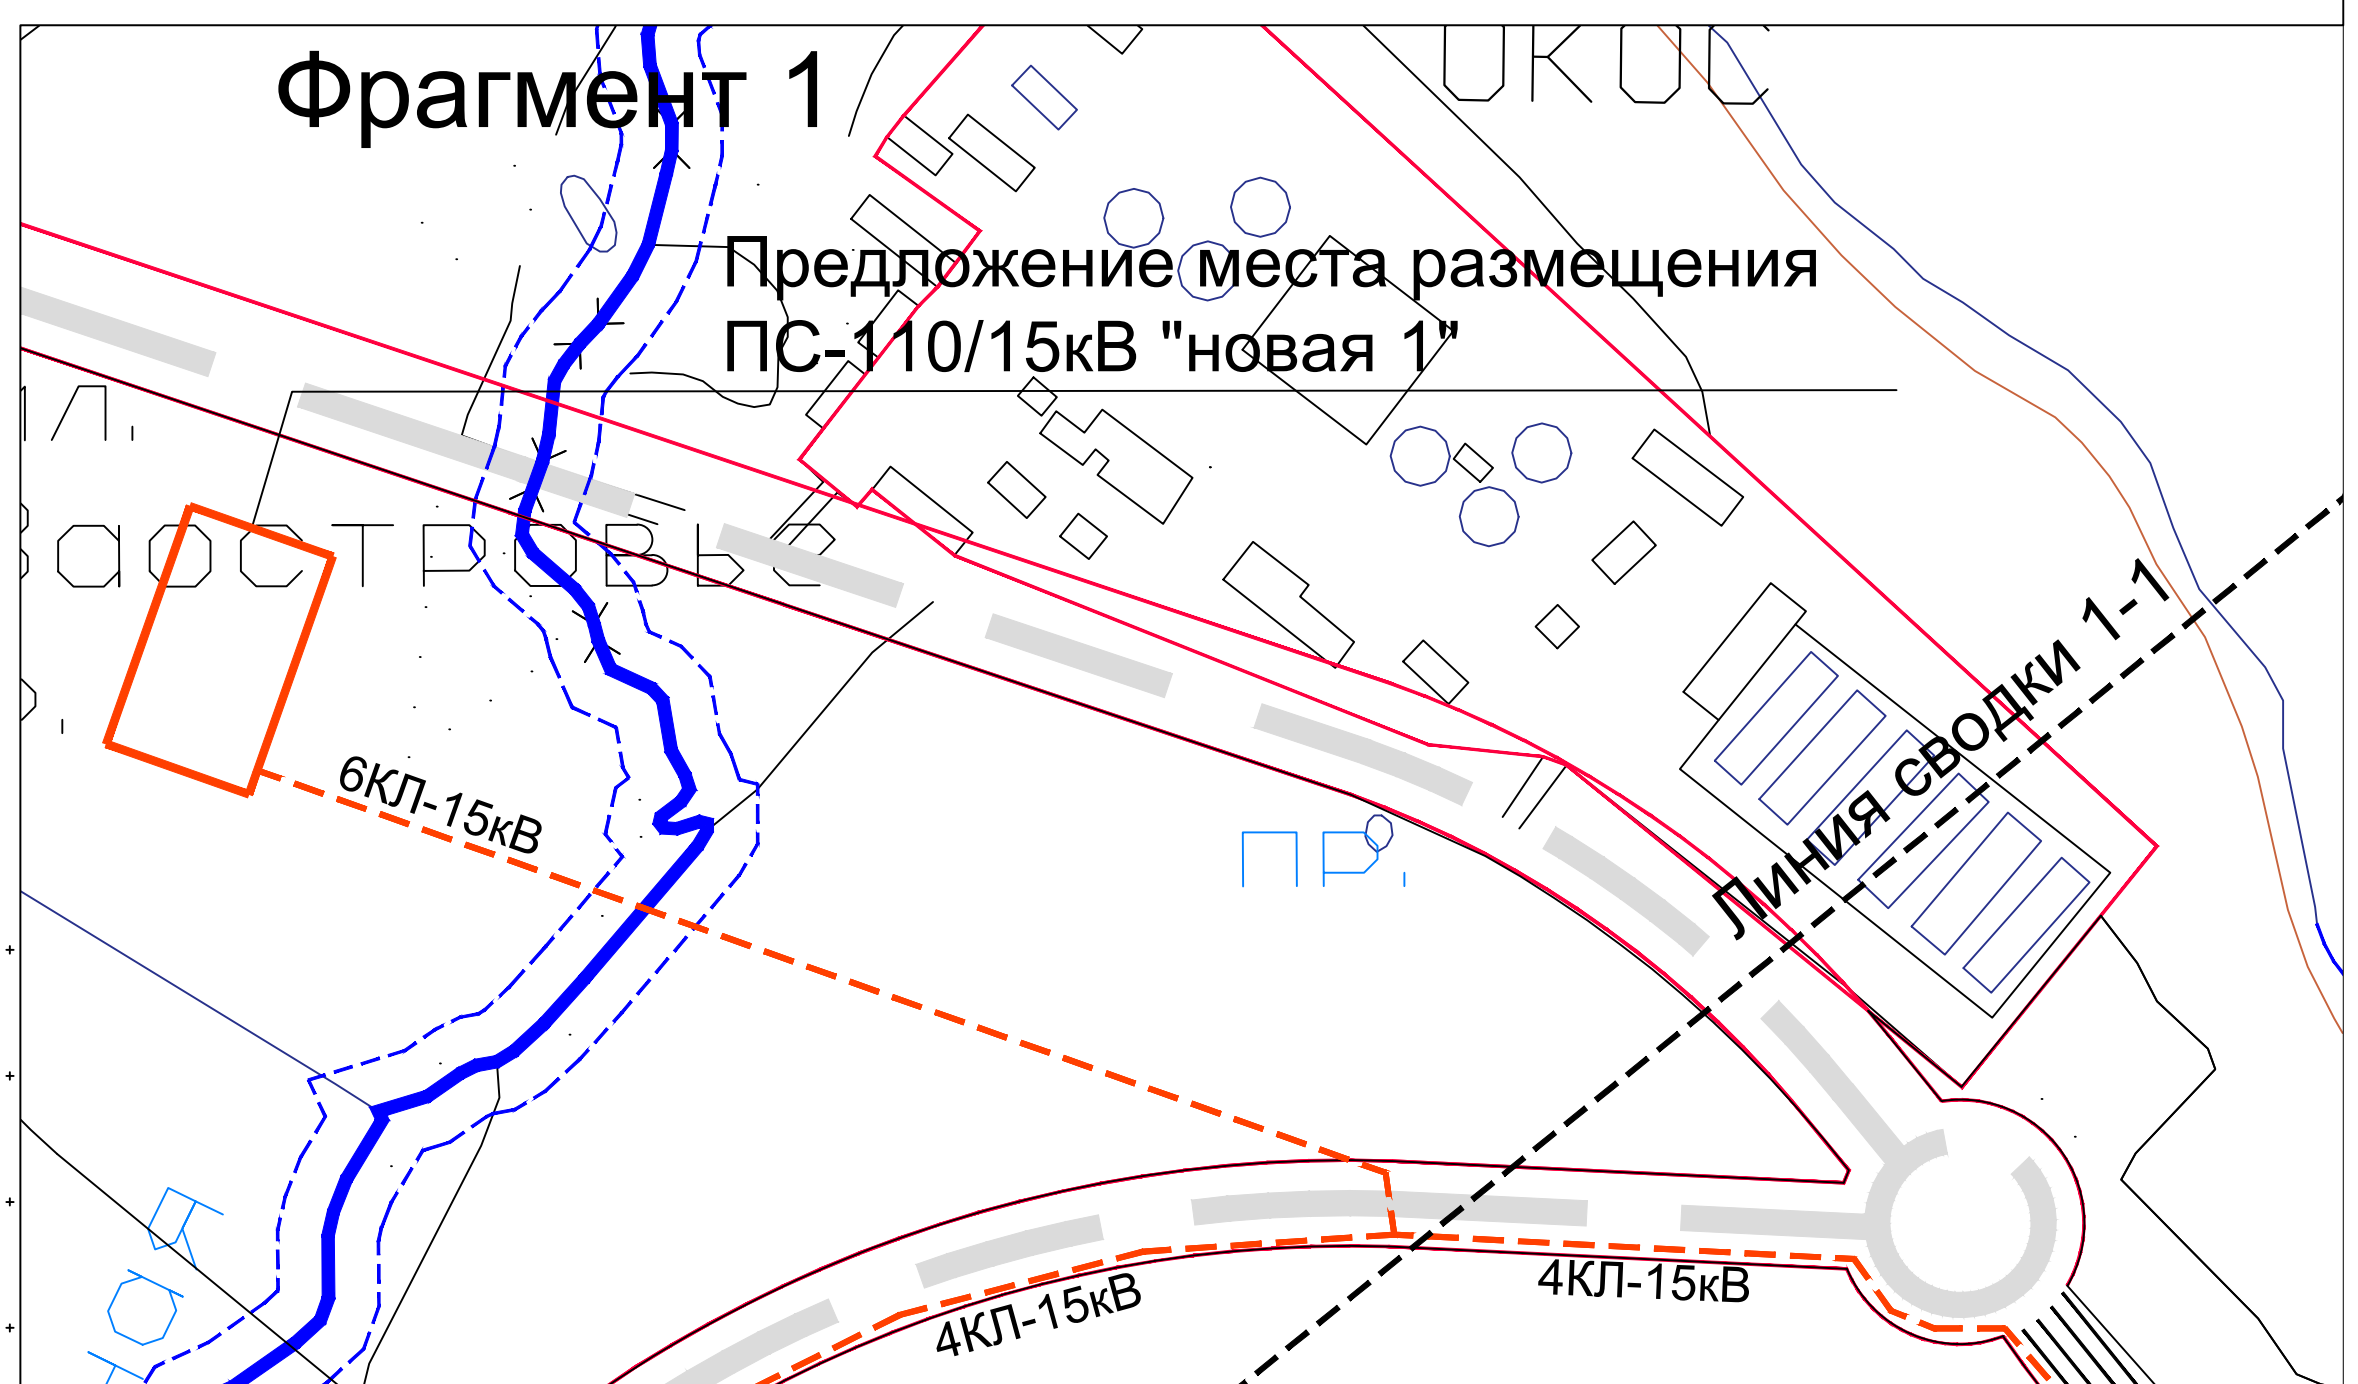 Фрагмент 1
Предложение места размещения
ПС-110/15кВ "новая 1"
Линия сводки 1-1
6КЛ-15кВ
ПР.
4КЛ-15кВ
4КЛ-15кВ